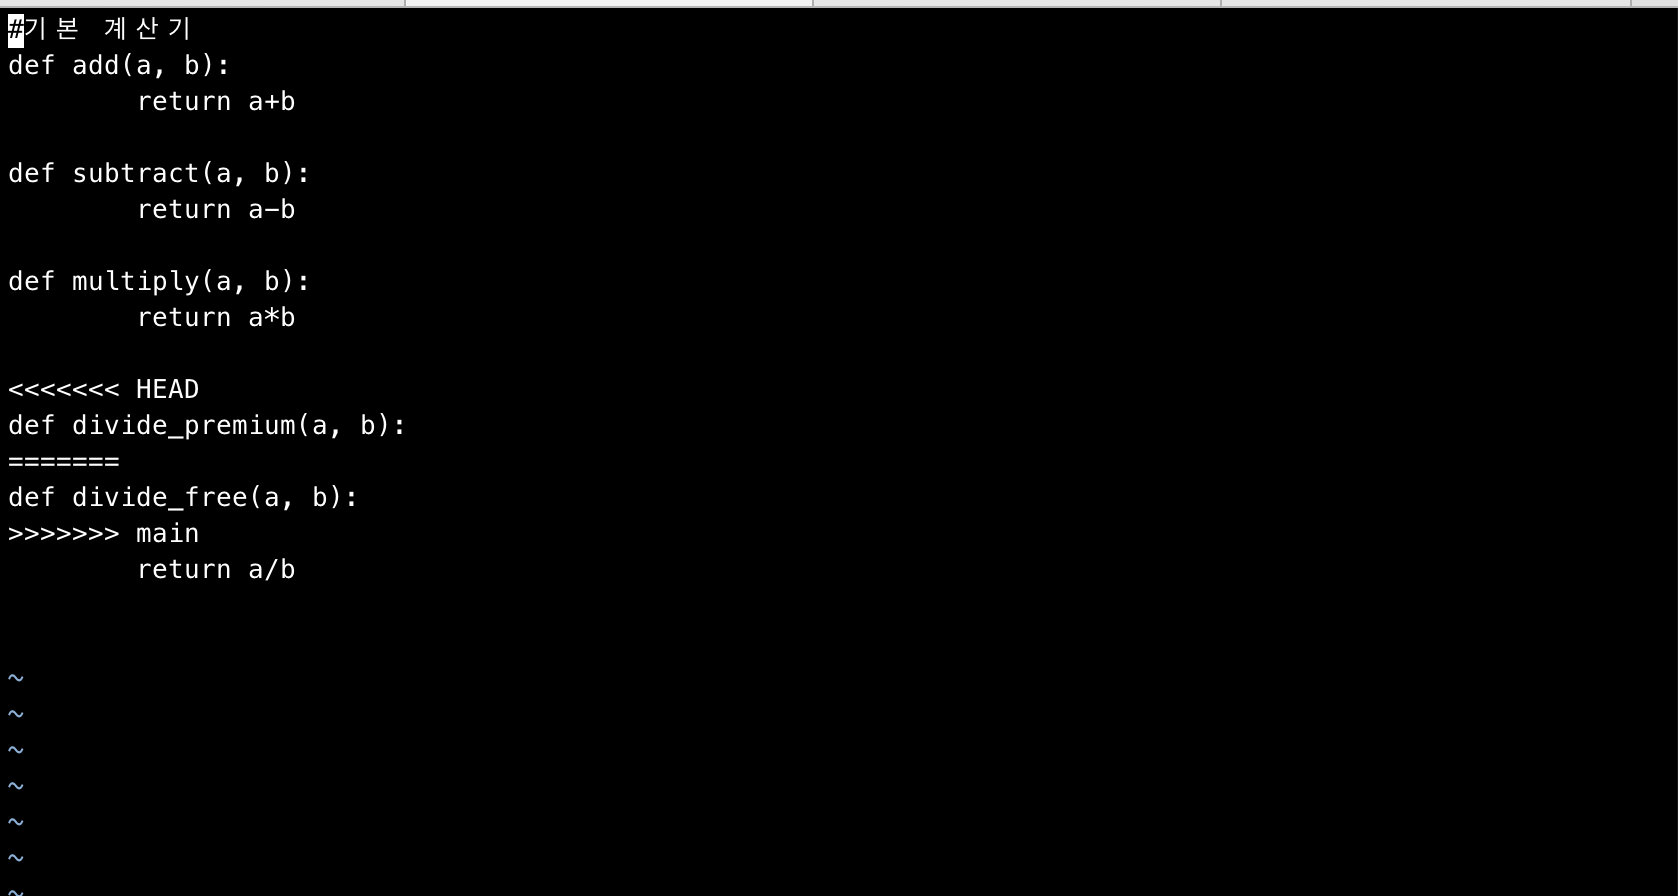 #기본 계산기
def add(a, b):
        return a+b

def subtract(a, b):
        return a-b

def multiply(a, b):
        return a*b

<<<<<<< HEAD
def divide_premium(a, b):
=======
def divide_free(a, b):
>>>>>>> main
        return a/b


~
~
~
~
~
~
~